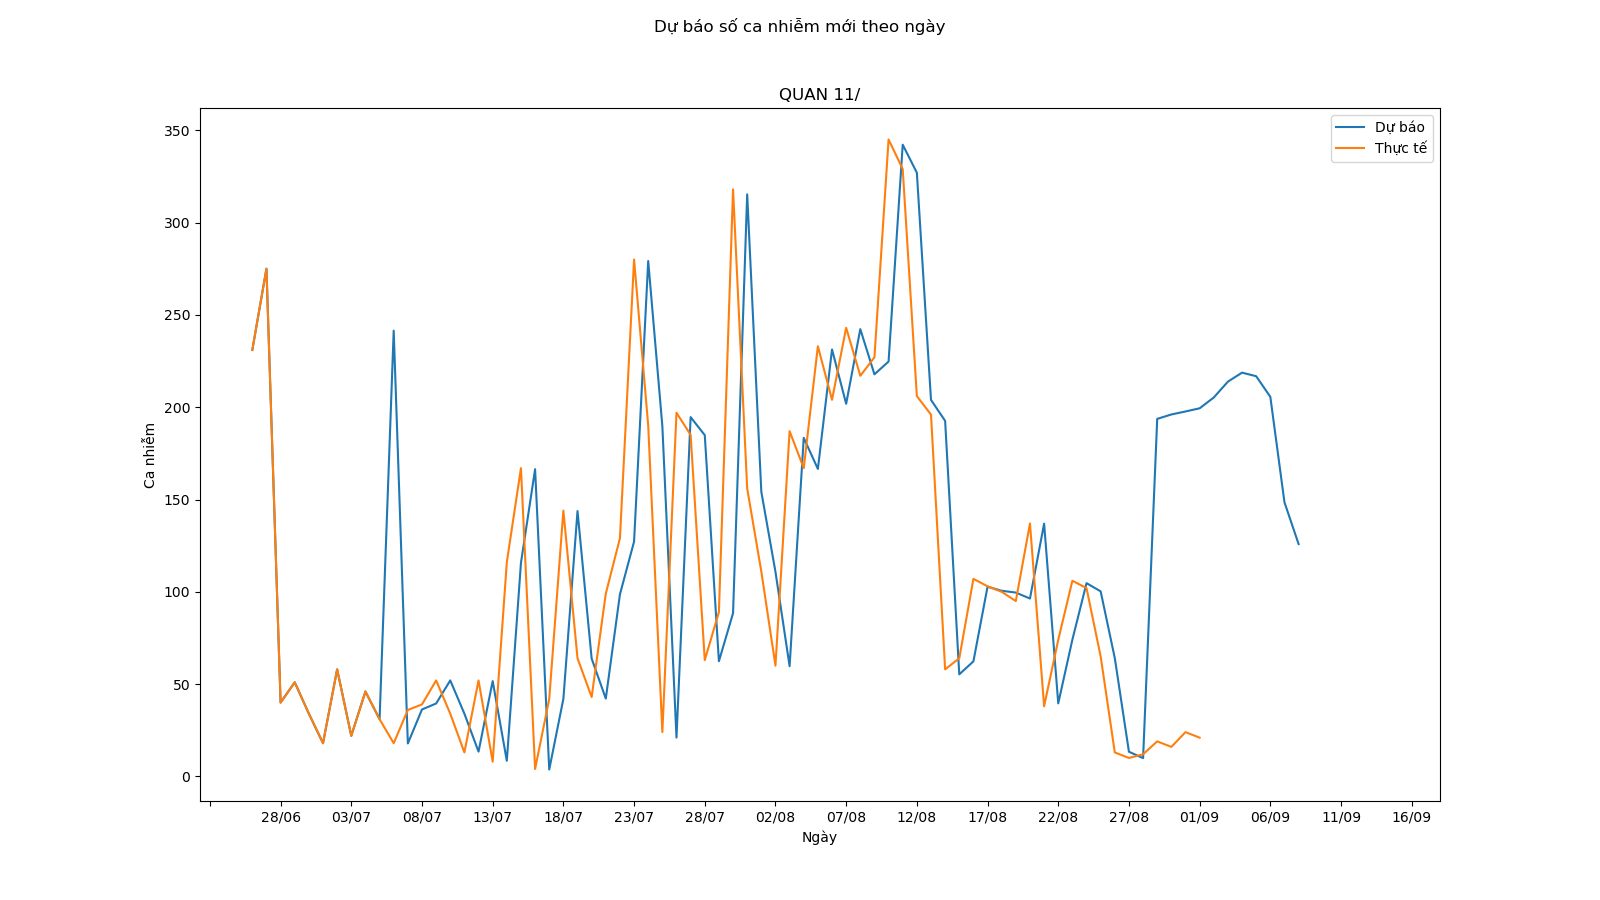 Dự báo số ca nhiễm mới theo ngày
QUAN 11/
Dự báo
Thực tế
350
300
250
200
150
100
50
0
Ca nhiễm
28/06 03/07 08/07 13/07 18/07 23/07 28/07 02/08 07/08 12/08 17/08 22/08 27/08 01/09 06/09 11/09 16/09
Ngày